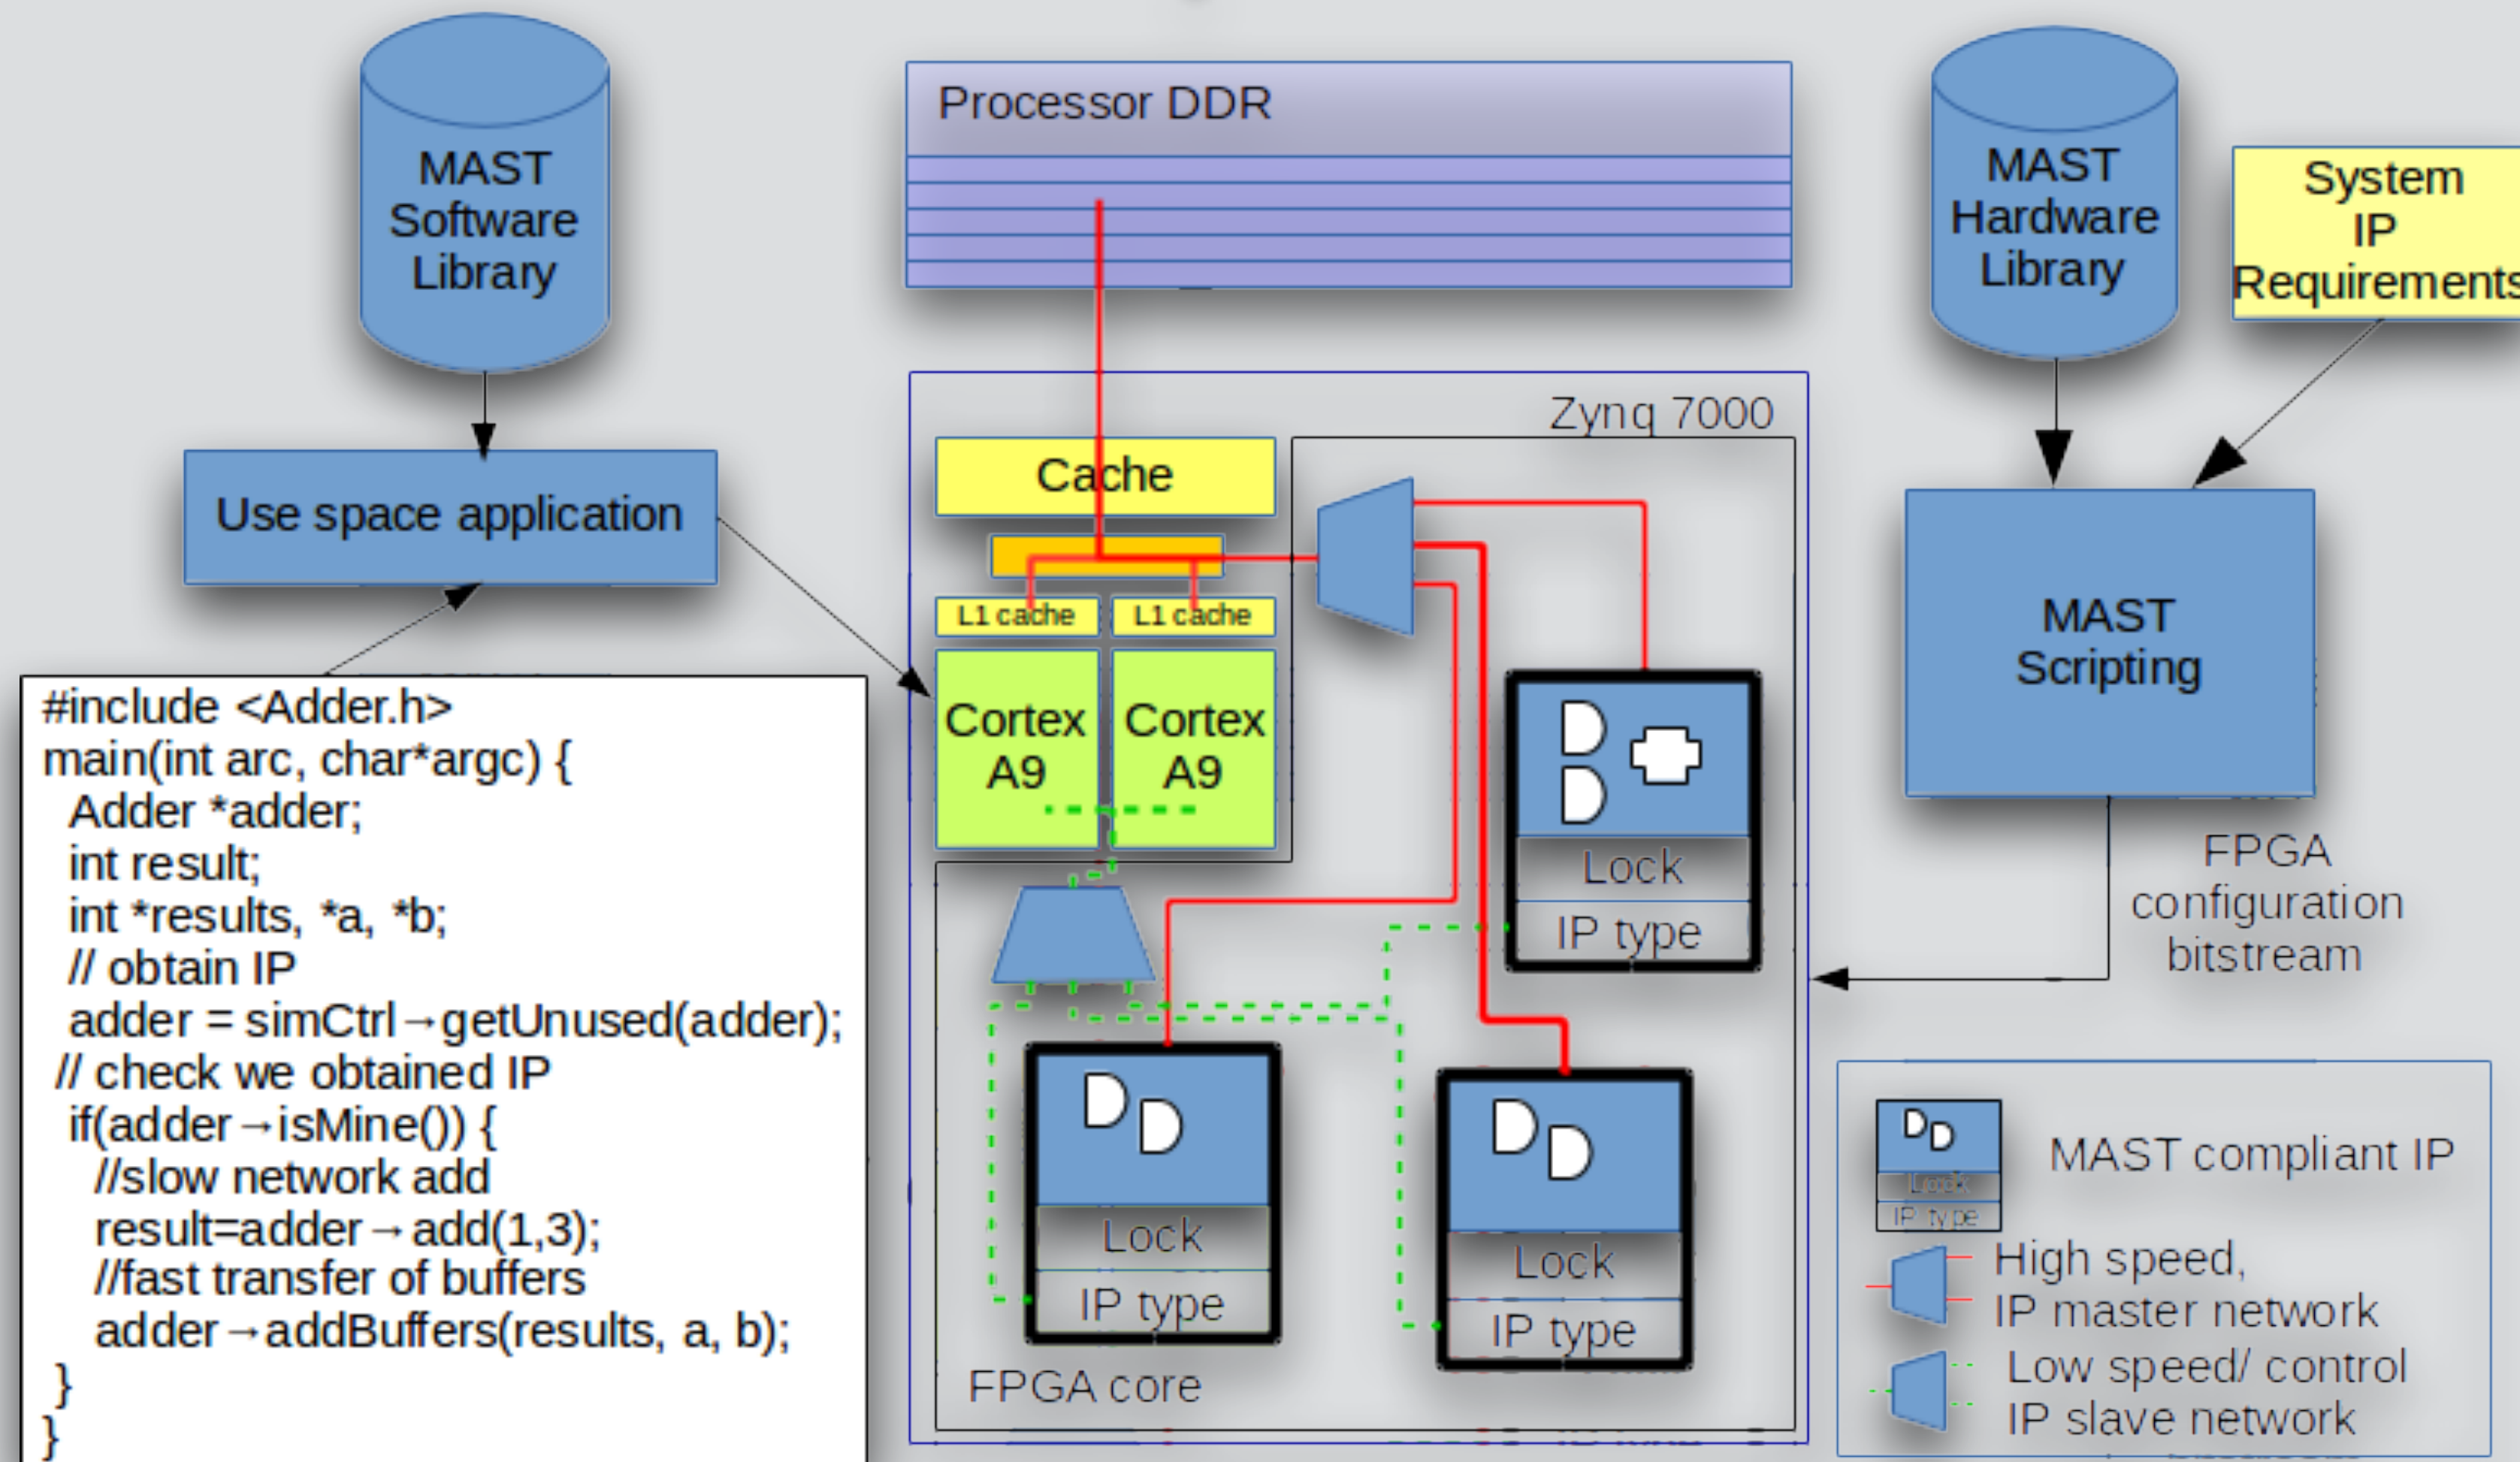 MAST
Software
Library
Use space application
#include <Adder.h>
main(int arc, char*argc) {
Adder *adder;
int result;
int *results, *a, *b;
// obtain IP
adder = simCtrl→getUnused(adder);
// check we obtained IP
if(adder→isMine()) {
//slow network add
result=adder→add(1,3);
//fast transfer of buffers
adder→addBuffers(results, a, b);
}
}
Processor DDR
Zynq 7000
Cache
L1 cache
L1 cache
Cortex
A9
Cortex
A9
Lock
IP type
Lock
IP type
Lock
IP type
FPGA core
MAST
Hardware
Library
System
IP
Requirements
MAST
Scripting
FPGA
configuration
bitstream
Lock
IP type
MAST compliant IP
High speed,
IP master network
Low speed/ control
IP slave network